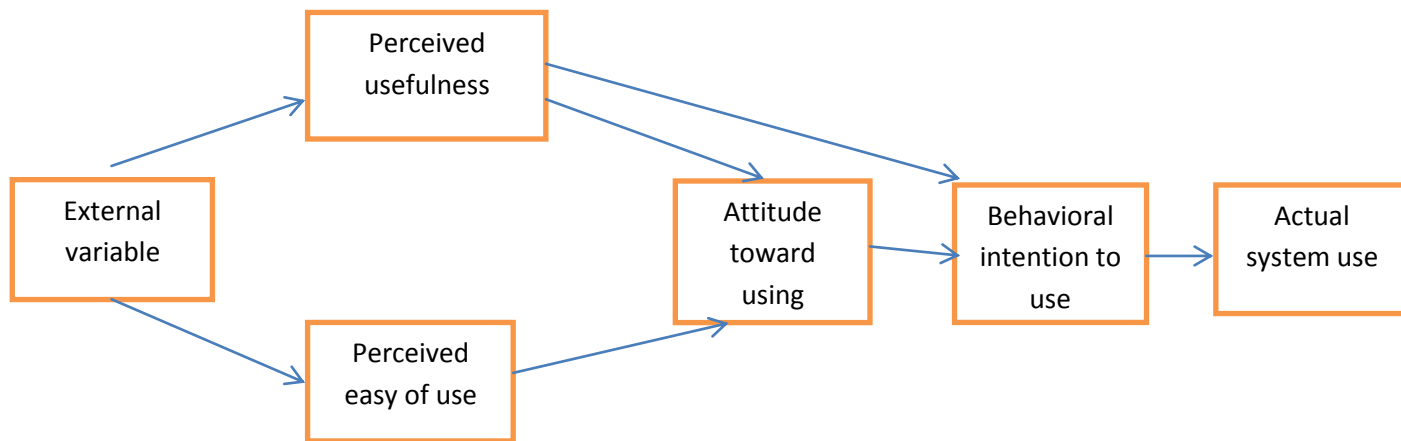 Perceived
usefulness
External
variable
Attitude
toward
using
Behavioral
intention to
use
Actual
system use
Perceived
easy of use